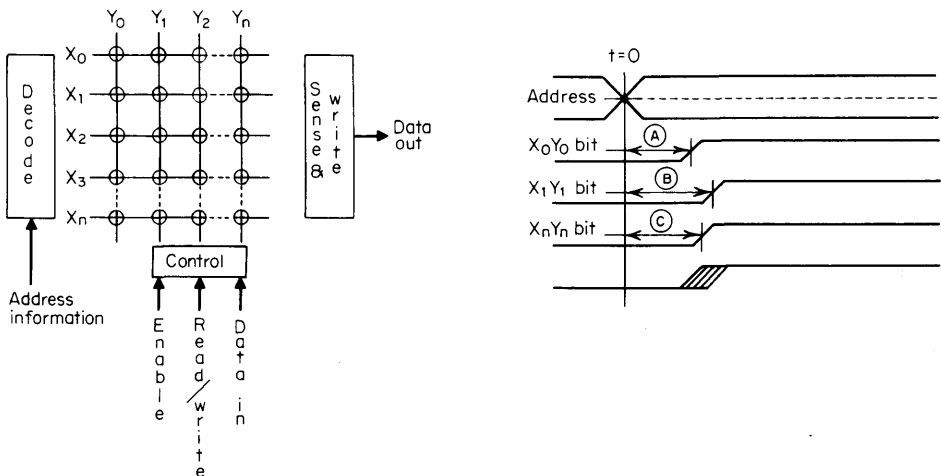 Y0 Y1 Y2 Yn
X0
X1
X2
X3
Xn
Decode
Sense & write
Data out
Control
Address information
Enable
Read/write
Data in
t=0
Address
X0Y0 bit
A
X1Y1 bit
B
XnYn bit
C